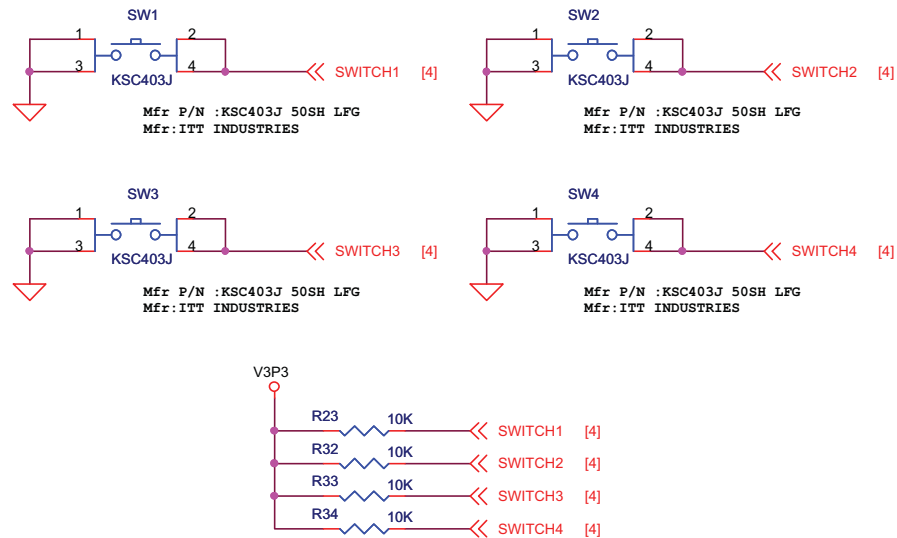 SW1
1 2
3 4
KSC403J
SWITCH1 [4]
Mfr P/N :KSC403J 50SH LFG
Mfr:ITT INDUSTRIES
SW2
1 2
3 4
KSC403J
SWITCH2 [4]
Mfr P/N :KSC403J 50SH LFG
Mfr:ITT INDUSTRIES
SW3
1 2
3 4
KSC403J
SWITCH3 [4]
Mfr P/N :KSC403J 50SH LFG
Mfr:ITT INDUSTRIES
SW4
1 2
3 4
KSC403J
SWITCH4 [4]
Mfr P/N :KSC403J 50SH LFG
Mfr:ITT INDUSTRIES
V3P3
R23 10K SWITCH1 [4]
R32 10K SWITCH2 [4]
R33 10K SWITCH3 [4]
R34 10K SWITCH4 [4]